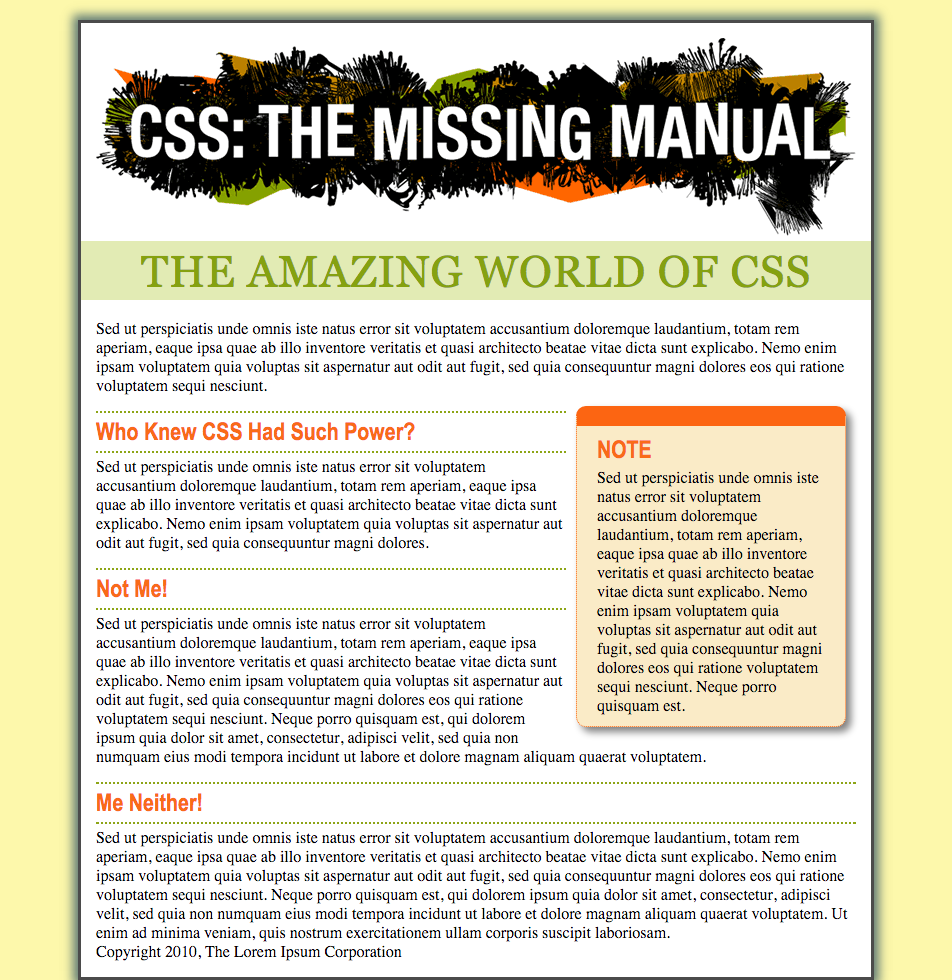 CSS: THE MISSING MANUAL
THE AMAZING WORLD OF CSS
Sed ut perspiciatis unde omnis iste natus error sit voluptatem accusantium doloremque laudantium, totam rem
aperiam, eaque ipsa quae ab illo inventore veritatis et quasi architecto beatae vitae dicta sunt explicabo. Nemo enim
ipsam voluptatem quia voluptas sit aspernatur aut odit aut fugit, sed quia consequuntur magni dolores eos qui ratione
voluptatem sequi nesciunt.
Who Knew CSS Had Such Power?
Sed ut perspiciatis unde omnis iste natus error sit voluptatem
accusantium doloremque laudantium, totam rem aperiam, eaque ipsa
quae ab illo inventore veritatis et quasi architecto beatae vitae dicta sunt
explicabo. Nemo enim ipsam voluptatem quia voluptas sit aspernatur aut
odit aut fugit, sed quia consequuntur magni dolores.
NOTE
Sed ut perspiciatis unde omnis iste
natus error sit voluptatem
accusantium doloremque
laudantium, totam rem aperiam,
eaque ipsa quae ab illo inventore
veritatis et quasi architecto beatae
vitae dicta sunt explicabo. Nemo
enim ipsam voluptatem quia
voluptas sit aspernatur aut odit aut
fugit, sed quia consequuntur magni
dolores eos qui ratione voluptatem
sequi nesciunt. Neque porro
quisquam est.
Not Me!
Sed ut perspiciatis unde omnis iste natus error sit voluptatem
accusantium doloremque laudantium, totam rem aperiam, eaque ipsa
quae ab illo inventore veritatis et quasi architecto beatae vitae dicta sunt
explicabo. Nemo enim ipsam voluptatem quia voluptas sit aspernatur aut
odit aut fugit, sed quia consequuntur magni dolores eos qui ratione
voluptatem sequi nesciunt. Neque porro quisquam est, qui dolorem
ipsum quia dolor sit amet, consectetur, adipisci velit, sed quia non
numquam eius modi tempora incidunt ut labore et dolore magnam aliquam quaerat voluptatem.
Me Neither!
Sed ut perspiciatis unde omnis iste natus error sit voluptatem accusantium doloremque laudantium, totam rem
aperiam, eaque ipsa quae ab illo inventore veritatis et quasi architecto beatae vitae dicta sunt explicabo. Nemo enim
ipsam voluptatem quia voluptas sit aspernatur aut odit aut fugit, sed quia consequuntur magni dolores eos qui ratione
voluptatem sequi nesciunt. Neque porro quisquam est, qui dolorem ipsum quia dolor sit amet, consectetur, adipisci
velit, sed quia non numquam eius modi tempora incidunt ut labore et dolore magnam aliquam quaerat voluptatem. Ut
enim ad minima veniam, quis nostrum exercitationem ullam corporis suscipit laboriosam.
Copyright 2010, The Lorem Ipsum Corporation